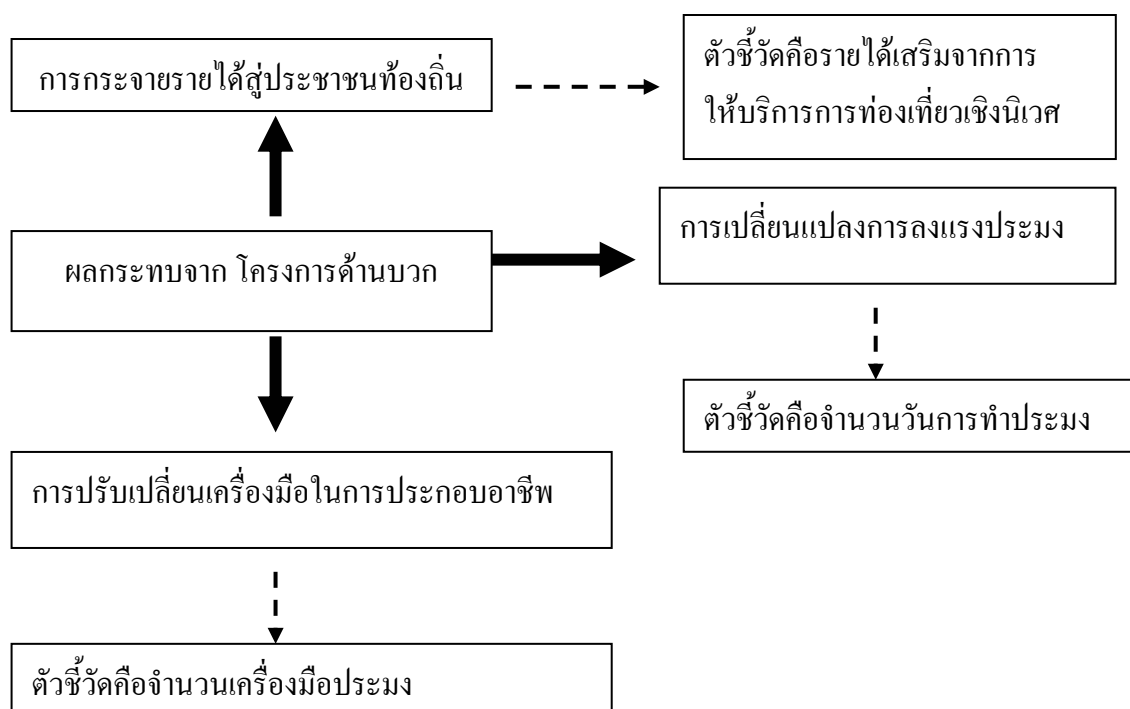 การกระจายรายได้สู่ประชาชนท้องถิ่น
ตัวชี้วัดคือรายได้เสริมจากการ
ให้บริการการท่องเที่ยวเชิงนิเวศ
ผลกระทบจาก โครงการด้านบวก
การเปลี่ยนแปลงการลงแรงประมง
ตัวชี้วัดคือจำนวนวันการทำประมง
การปรับเปลี่ยนเครื่องมือในการประกอบอาชีพ
ตัวชี้วัดคือจำนวนเครื่องมือประมง